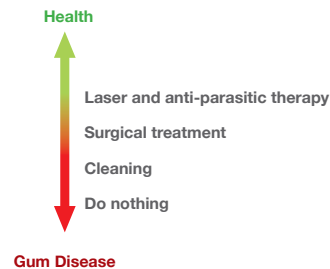 Health
Laser and anti-parasitic therapy
Surgical treatment
Cleaning
Do nothing
Gum Disease